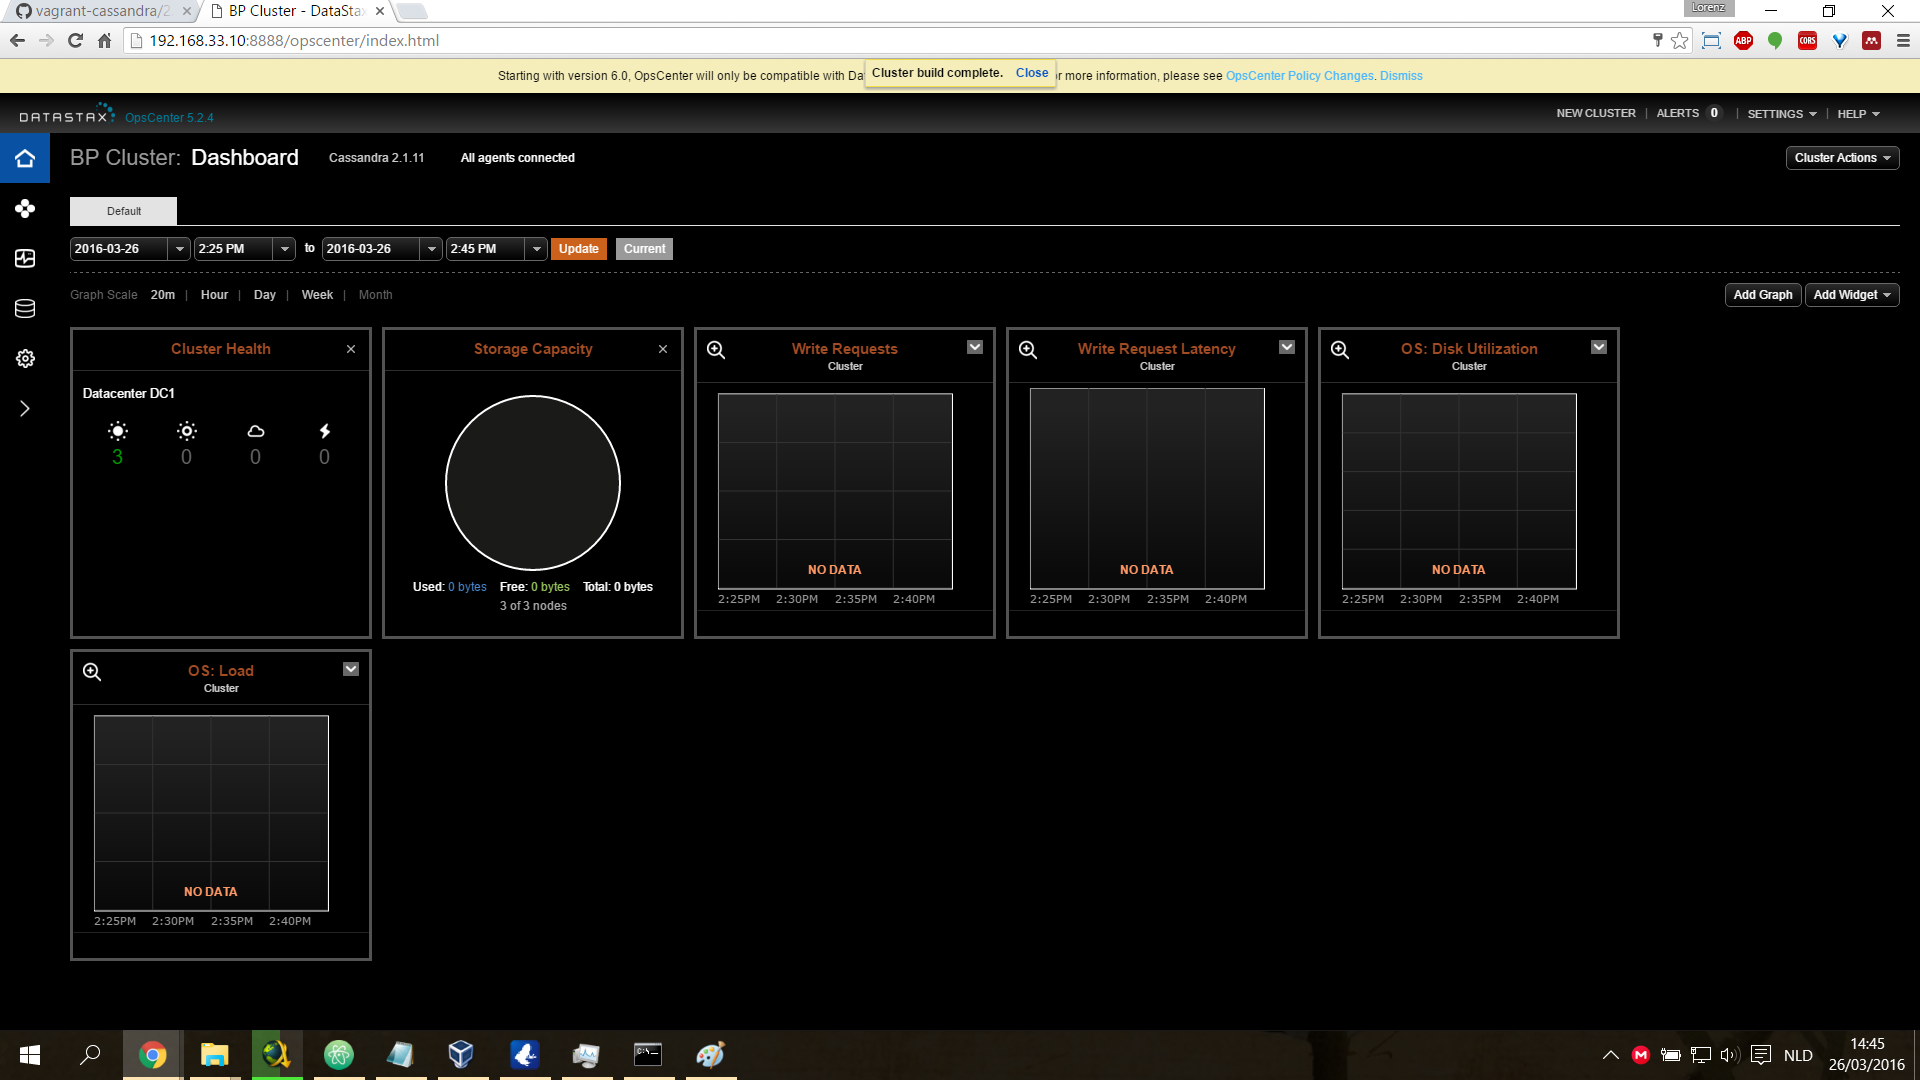 vagrant-cassandra/2
BP Cluster - DataSta
Lorenz
192.168.33.10:8888/opscenter/index.html
ABP
CORS
Starting with version 6.0, OpsCenter will only be compatible with Da
Cluster build complete. Close
r more information, please see OpsCenter Policy Changes. Dismiss
DATASTAX OpsCenter 5.2.4
NEW CLUSTER | ALERTS 0 | SETTINGS | HELP
BP Cluster: Dashboard Cassandra 2.1.11 All agents connected
Cluster Actions
Default
2016-03-26 2:25 PM to 2016-03-26 2:45 PM Update Current
Graph Scale 20m | Hour | Day | Week | Month
Add Graph Add Widget
Cluster Health
Datacenter DC1
3 0 0 0
Storage Capacity
Used: 0 bytes Free: 0 bytes Total: 0 bytes
3 of 3 nodes
Write Requests
Cluster
NO DATA
2:25PM 2:30PM 2:35PM 2:40PM
Write Request Latency
Cluster
NO DATA
2:25PM 2:30PM 2:35PM 2:40PM
OS: Disk Utilization
Cluster
NO DATA
2:25PM 2:30PM 2:35PM 2:40PM
OS: Load
Cluster
NO DATA
2:25PM 2:30PM 2:35PM 2:40PM
C:\_
M
NLD
14:45
26/03/2016